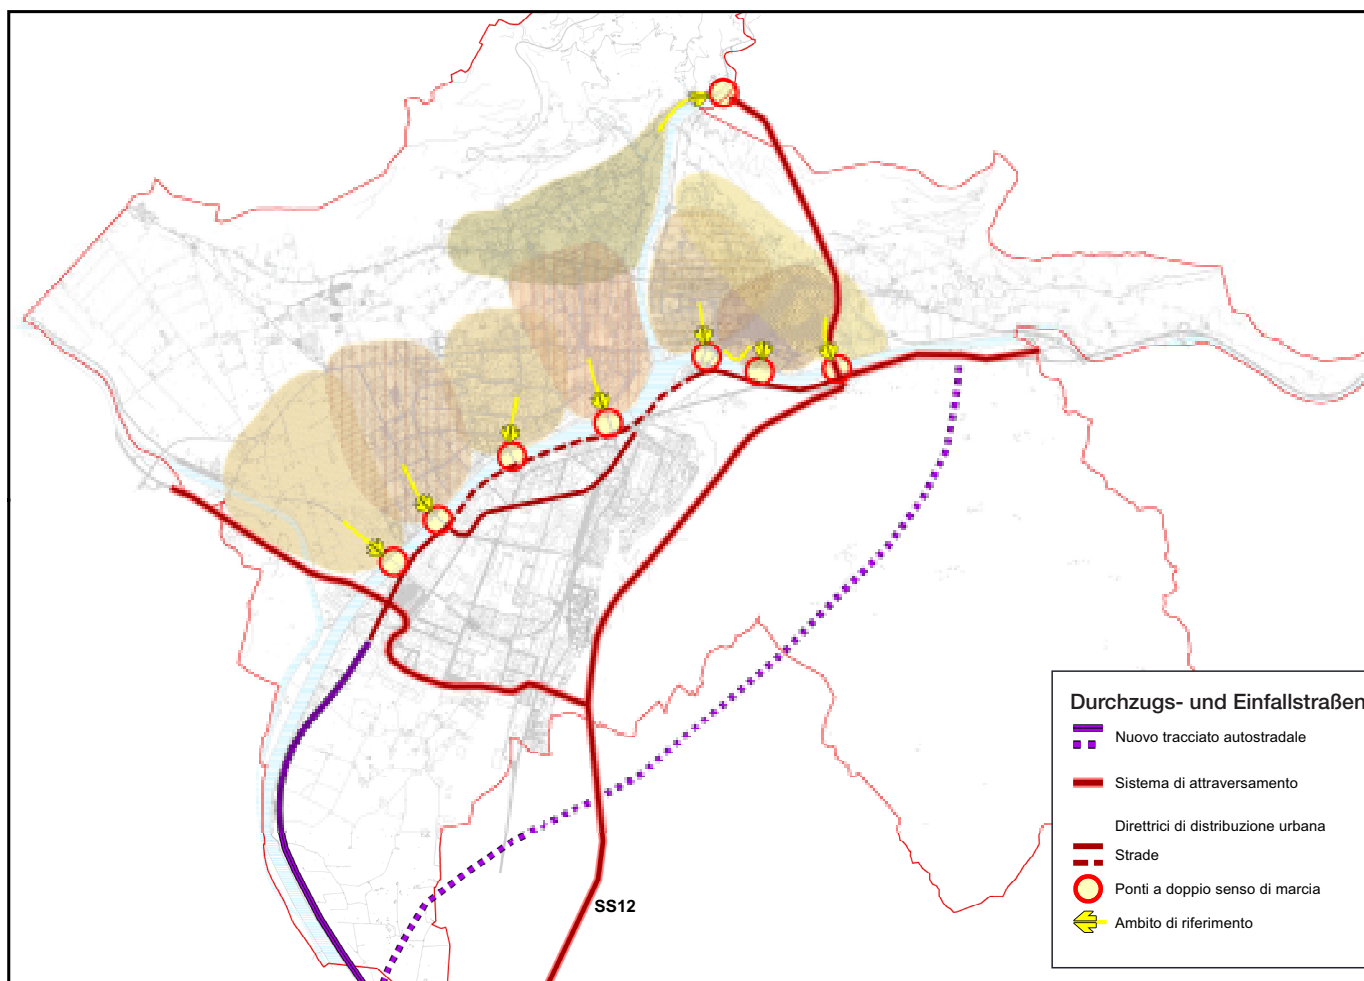 SS12
Durchzugs- und Einfallstraßen
Nuovo tracciato autostradale
Sistema di attraversamento
Direttrici di distribuzione urbana
Strade
Ponti a doppio senso di marcia
Ambito di riferimento